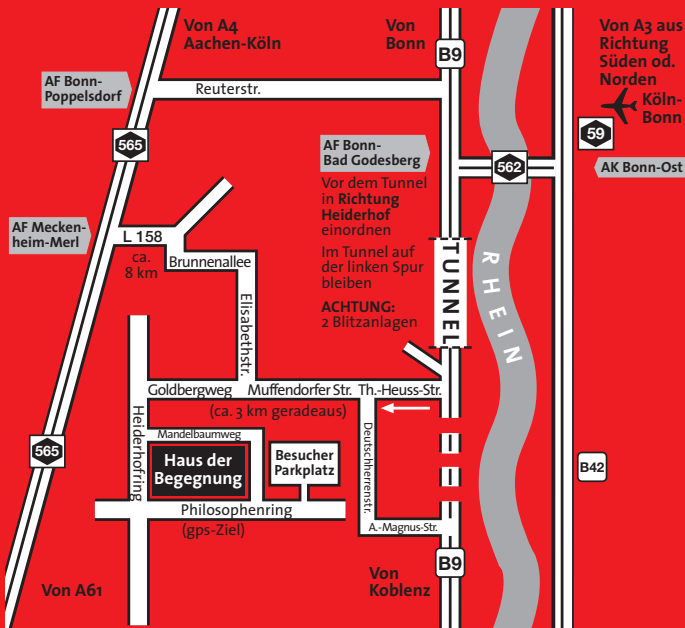 Von A4
Aachen-Köln
Von
Bonn
B9
Von A3 aus
Richtung
Süden od.
Norden
Köln-
Bonn
AF Bonn-
Poppelsdorf
Reuterstr.
59
565
AF Bonn-
Bad Godesberg
562
AK Bonn-Ost
Vor dem Tunnel
in Richtung
Heiderhof
einordnen
AF Mecken-
heim-Merl
L 158
ca.
8 km
Brunnenallee
Im Tunnel auf
der linken Spur
bleiben
TUNNEL
RHEIN
Elisabethstr.
ACHTUNG:
2 Blitzanlagen
Goldbergweg
Muffendorfer Str.
Th.-Heuss-Str.
(ca. 3 km geradeaus)
Heiderhofring
Mandelbaumweg
Deutschherrenstr.
565
Haus der
Begegnung
Besucher
Parkplatz
B42
Philosophenring
(gps-Ziel)
A.-Magnus-Str.
B9
Von A61
Von
Koblenz